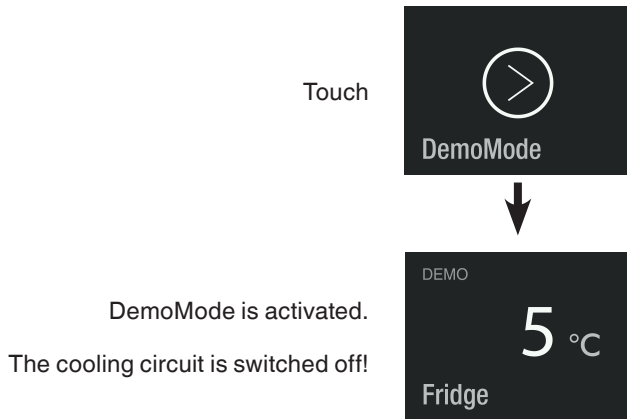 Touch
DemoMode
DEMO
DemoMode is activated.
5 °C
The cooling circuit is switched off!
Fridge